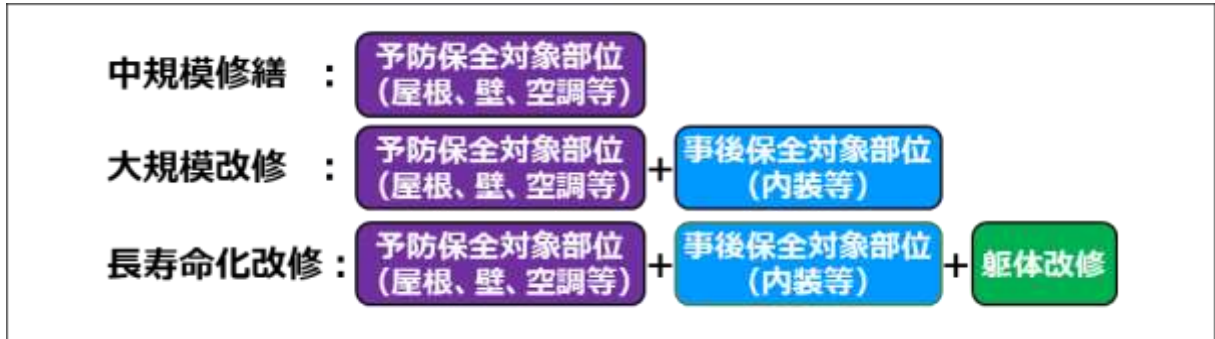 中規模修繕 : 予防保全対象部位
(屋根、壁、空調等)
大規模改修 : 予防保全対象部位 + 事後保全対象部位
(屋根、壁、空調等) (内装等)
長寿命化改修: 予防保全対象部位 + 事後保全対象部位 + 躯体改修
(屋根、壁、空調等) (内装等)